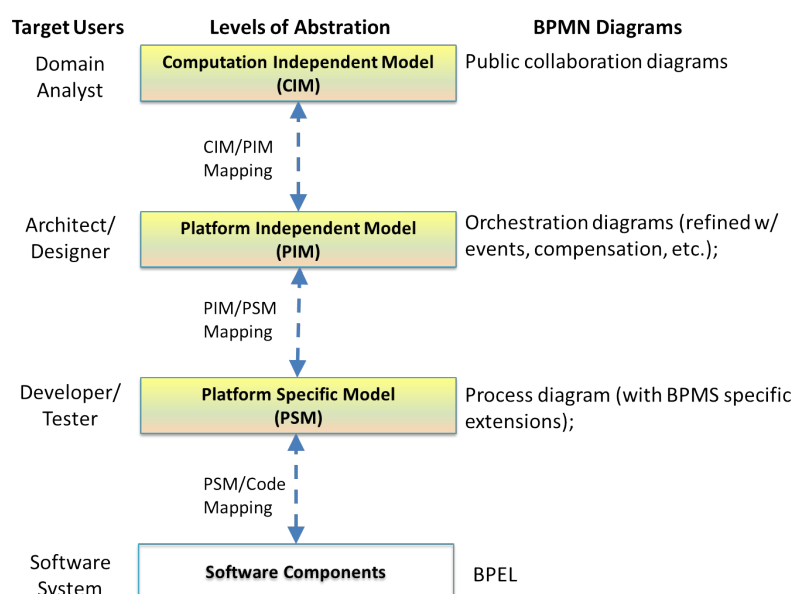 Target Users
Levels of Abstration
BPMN Diagrams
Domain
Analyst
Computation Independent Model
(CIM)
Public collaboration diagrams
CIM/PIM
Mapping
Architect/
Designer
Platform Independent Model
(PIM)
Orchestration diagrams (refined w/
events, compensation, etc.);
PIM/PSM
Mapping
Developer/
Tester
Platform Specific Model
(PSM)
Process diagram (with BPMS specific
extensions);
PSM/Code
Mapping
Software
System
Software Components
BPEL